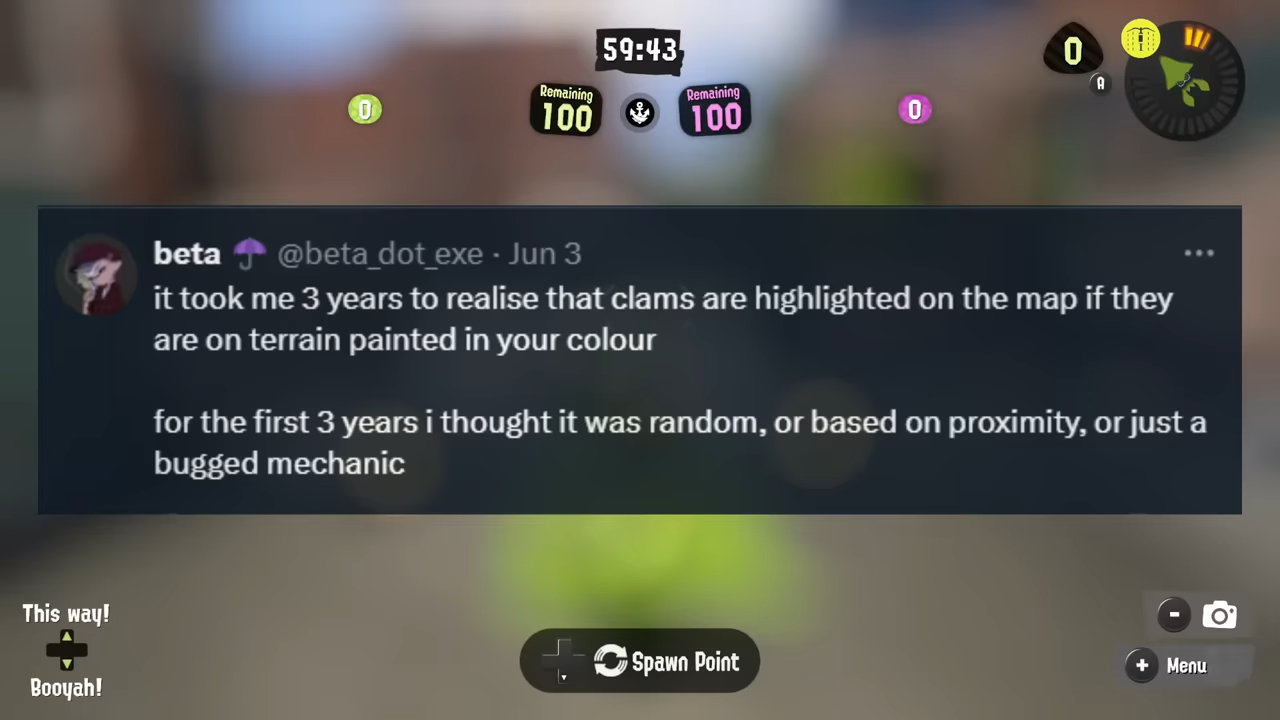 59:43
0
0
Remaining
100
Remaining
100
0
A
beta @beta_dot_exe · Jun 3
it took me 3 years to realise that clams are highlighted on the map if they
are on terrain painted in your colour
for the first 3 years i thought it was random, or based on proximity, or just a
bugged mechanic
This way!
Booyah!
Spawn Point
- 
+ Menu